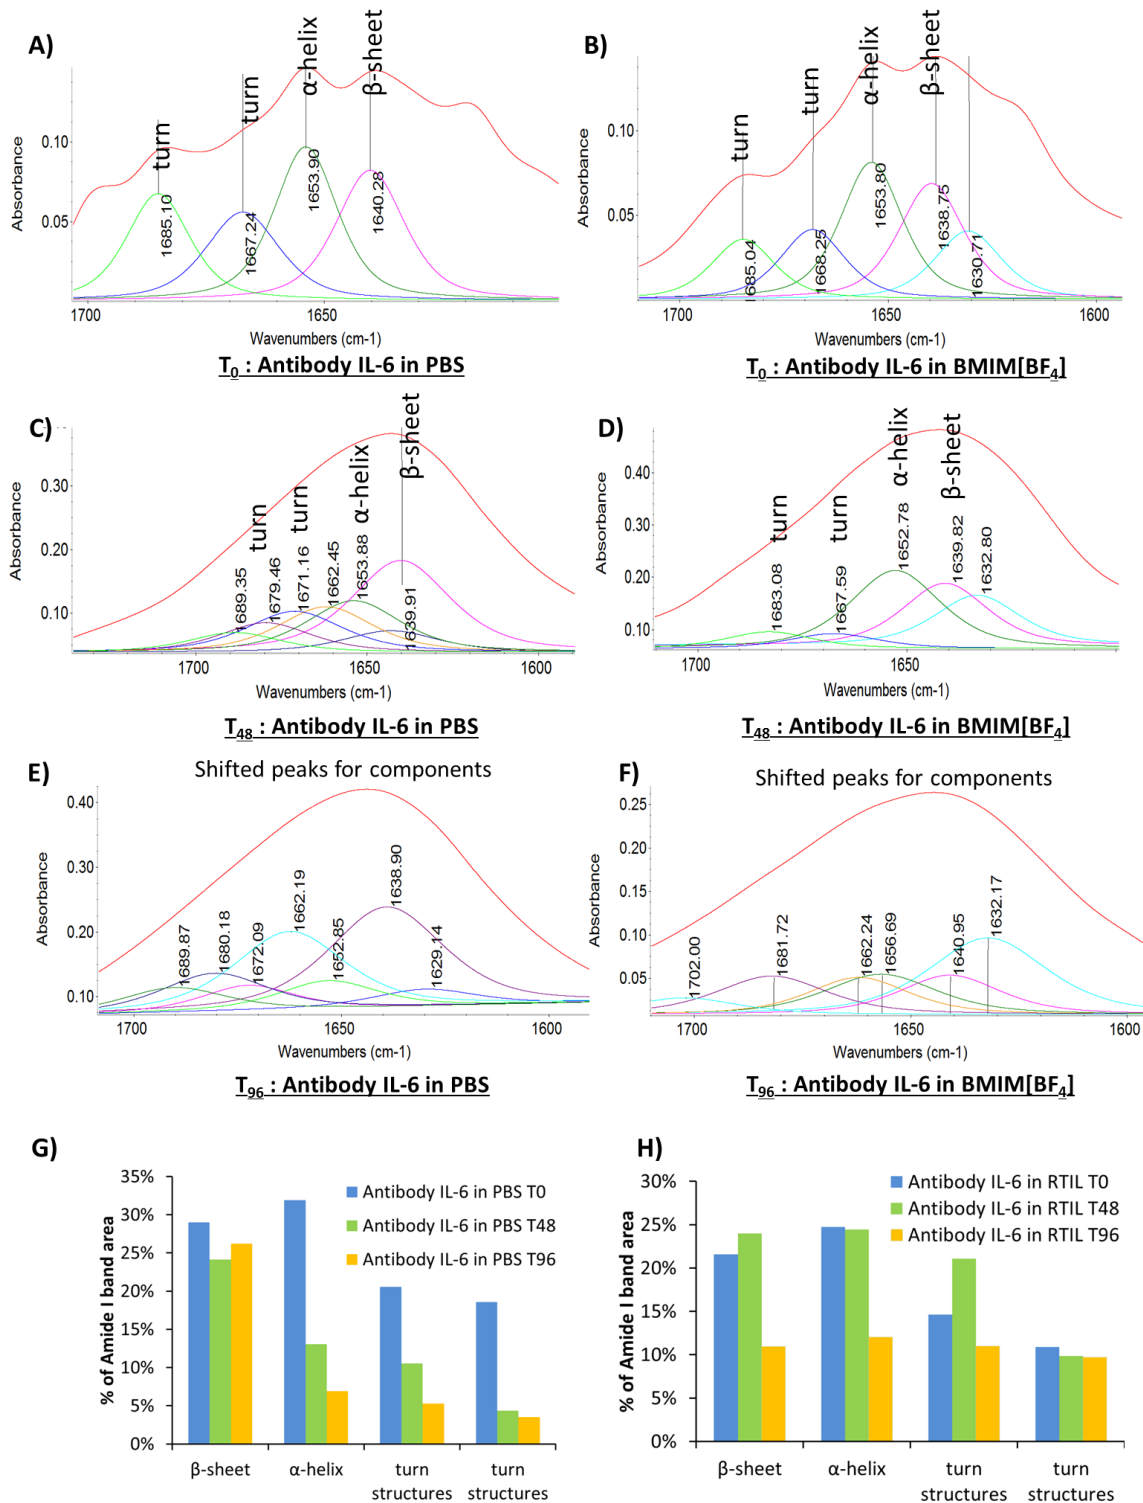 A)
α-helix
β-sheet
turn
turn
Absorbance
0.10
0.05
1685.10
1667.24
1653.90
1640.28
1700
1650
Wavenumbers (cm-1)
T0 : Antibody IL-6 in PBS
B)
α-helix
β-sheet
turn
turn
Absorbance
0.10
0.05
1685.04
1668.25
1653.80
1638.75
1630.71
1700
1650
1600
Wavenumbers (cm-1)
T0 : Antibody IL-6 in BMIM[BF4]
C)
β-sheet
α-helix
turn
turn
Absorbance
0.30
0.20
0.10
1689.35
1679.46
1671.16
1662.45
1653.88
1639.91
1700
1650
1600
Wavenumbers (cm-1)
T48 : Antibody IL-6 in PBS
D)
α-helix
β-sheet
turn
turn
Absorbance
0.40
0.30
0.20
0.10
1683.08
1667.59
1652.78
1639.82
1632.80
1700
1650
1600
Wavenumbers (cm-1)
T48 : Antibody IL-6 in BMIM[BF4]
E)
Shifted peaks for components
Absorbance
0.40
0.30
0.20
0.10
1689.87
1680.18
1672.09
1662.19
1652.85
1638.90
1629.14
1700
1650
1600
Wavenumbers (cm-1)
T96 : Antibody IL-6 in PBS
F)
Shifted peaks for components
Absorbance
0.25
0.20
0.15
0.10
0.05
1702.00
1681.72
1662.24
1656.69
1640.95
1632.17
1700
1650
1600
Wavenumbers (cm-1)
T96 : Antibody IL-6 in BMIM[BF4]
G)
% of Amide I band area
35%
30%
25%
20%
15%
10%
5%
0%
Antibody IL-6 in PBS T0
Antibody IL-6 in PBS T48
Antibody IL-6 in PBS T96
β-sheet
α-helix
turn
structures
turn
structures
H)
% of Amide I band area
30%
25%
20%
15%
10%
5%
0%
Antibody IL-6 in RTIL T0
Antibody IL-6 in RTIL T48
Antibody IL-6 in RTIL T96
β-sheet
α-helix
turn
structures
turn
structures